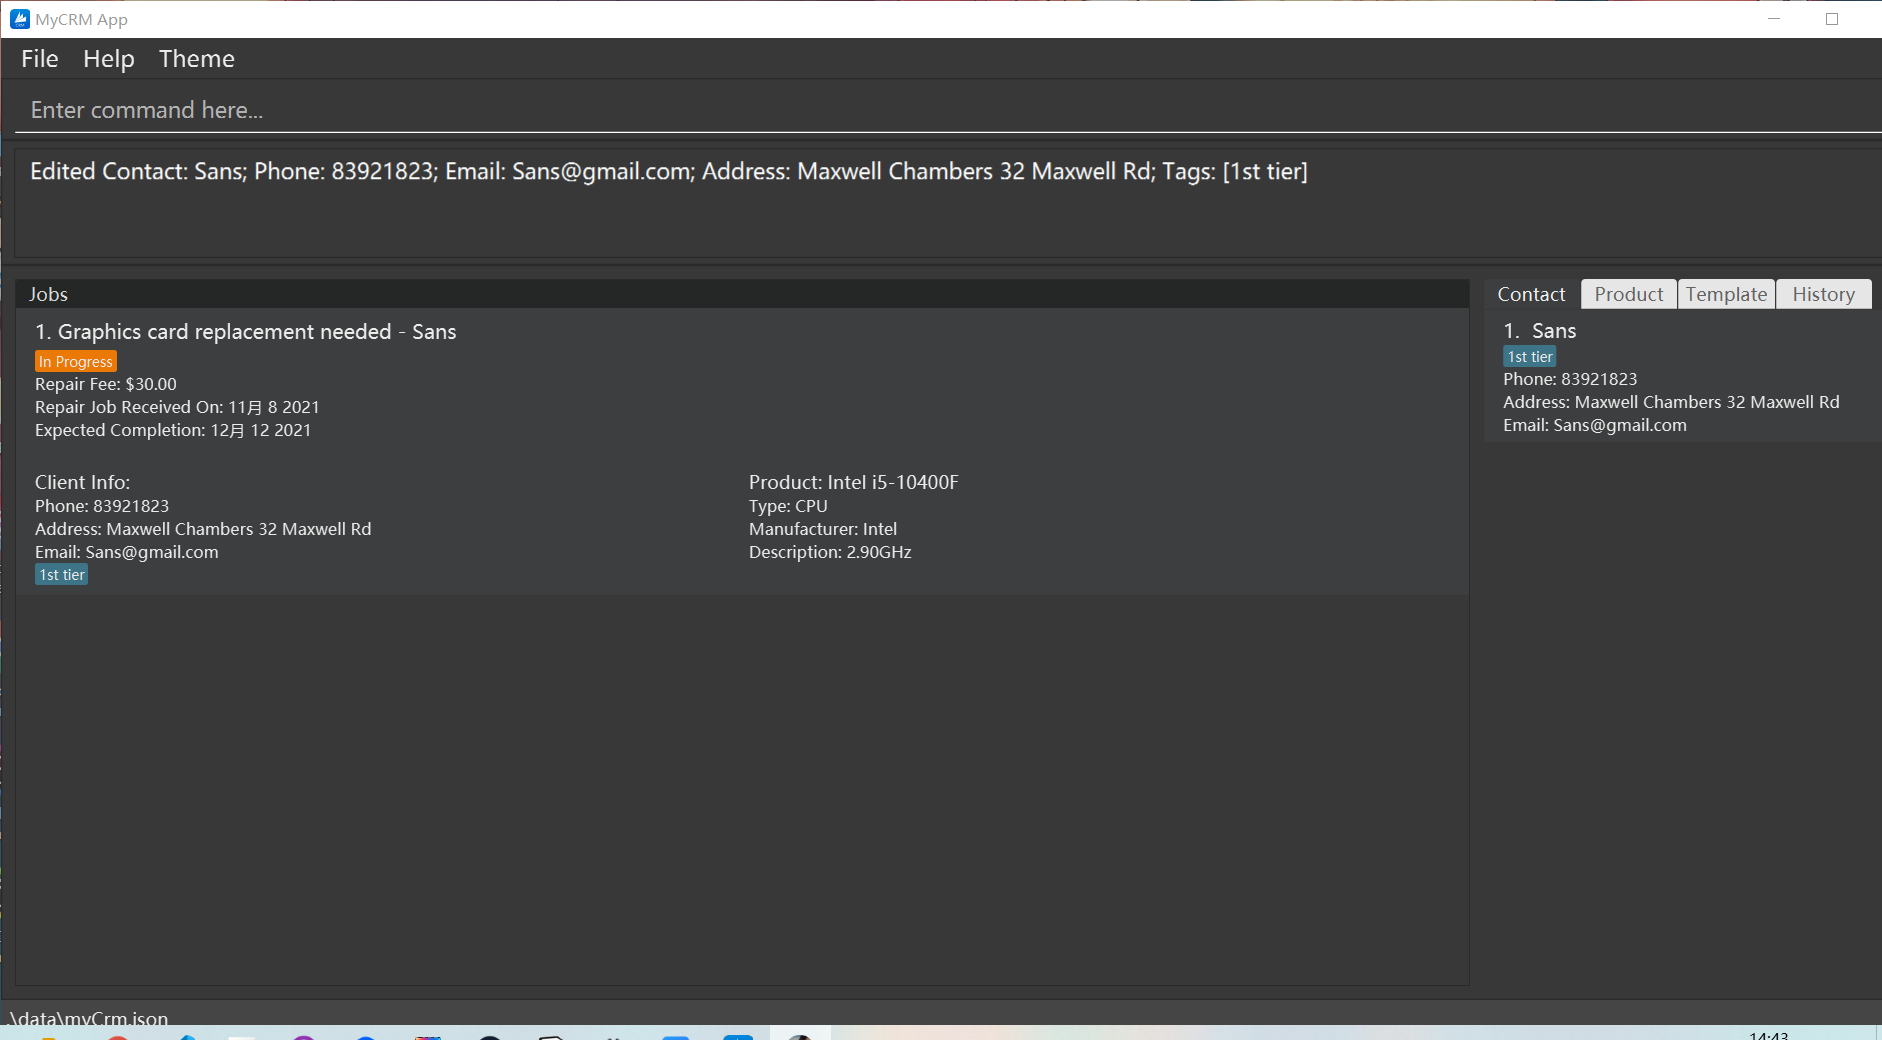 MyCRM App
File Help Theme
Enter command here...
Edited Contact: Sans; Phone: 83921823; Email: Sans@gmail.com; Address: Maxwell Chambers 32 Maxwell Rd; Tags: [1st tier]
Jobs
1. Graphics card replacement needed - Sans
In Progress
Repair Fee: $30.00
Repair Job Received On: 11月 8 2021
Expected Completion: 12月 12 2021
Client Info:
Phone: 83921823
Address: Maxwell Chambers 32 Maxwell Rd
Email: Sans@gmail.com
1st tier
Product: Intel i5-10400F
Type: CPU
Manufacturer: Intel
Description: 2.90GHz
Contact Product Template History
1. Sans
1st tier
Phone: 83921823
Address: Maxwell Chambers 32 Maxwell Rd
Email: Sans@gmail.com
.\data\myCrm.json
14:43